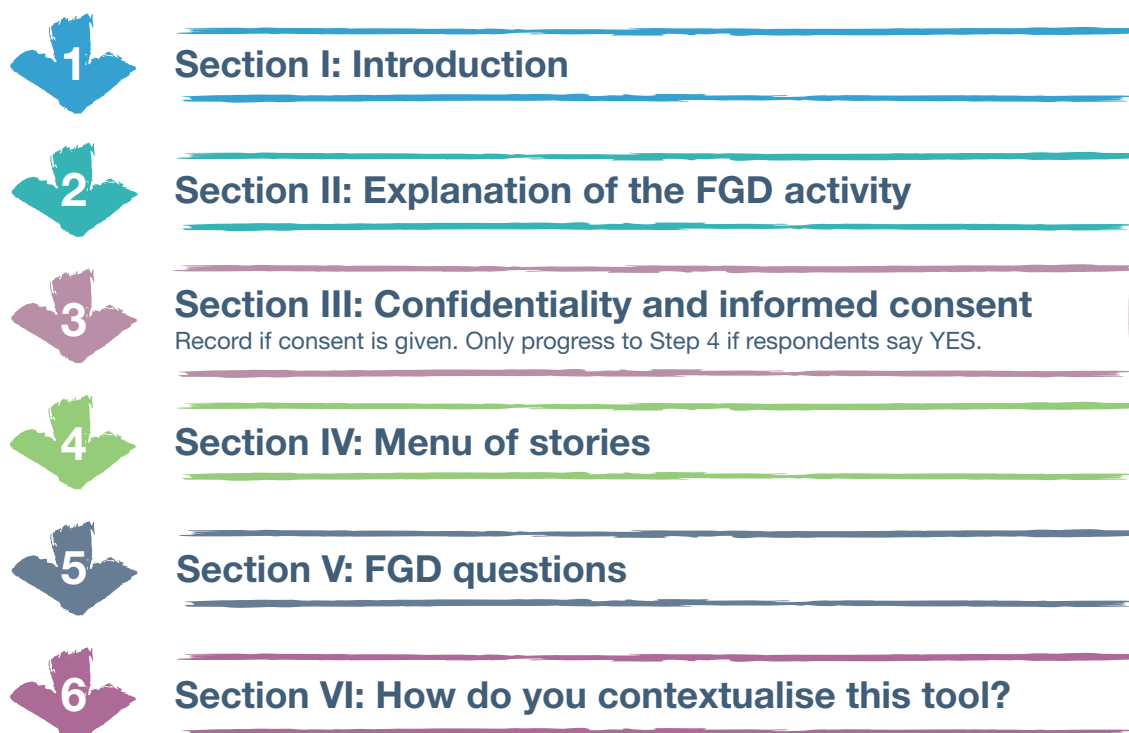 1
Section I: Introduction
2
Section II: Explanation of the FGD activity
3
Section III: Confidentiality and informed consent
Record if consent is given. Only progress to Step 4 if respondents say YES.
4
Section IV: Menu of stories
5
Section V: FGD questions
6
Section VI: How do you contextualise this tool?